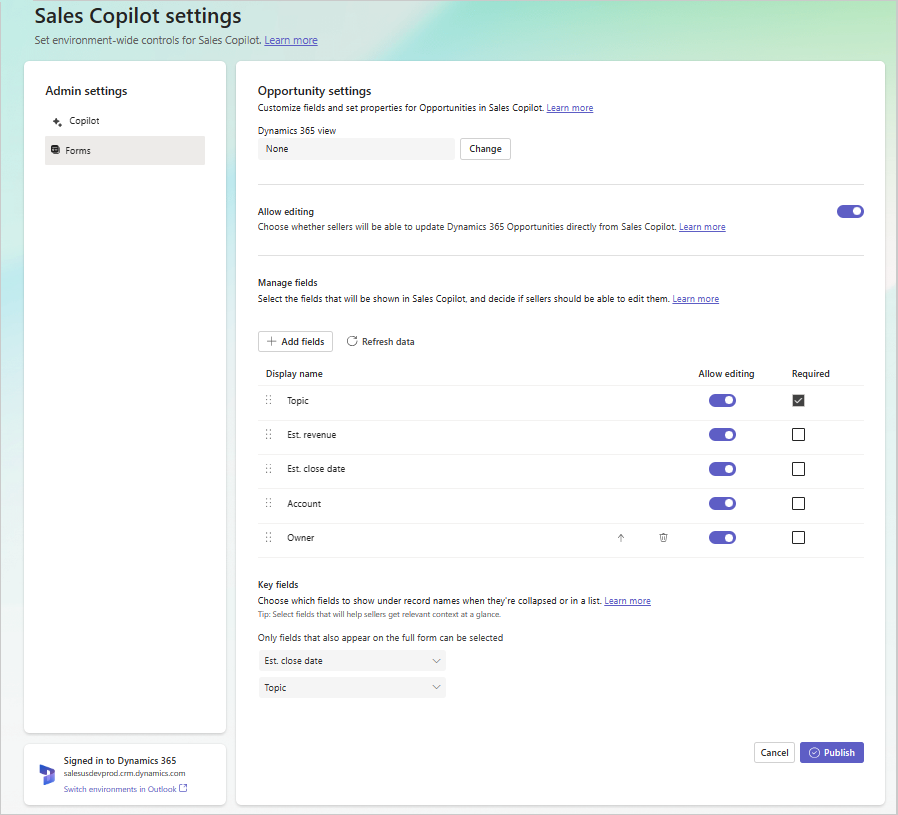 Sales Copilot settings
Set environment-wide controls for Sales Copilot. Learn more
Admin settings
Copilot
Forms
Opportunity settings
Customize fields and set properties for Opportunities in Sales Copilot. Learn more
Dynamics 365 view
None
Change
Allow editing
Choose whether sellers will be able to update Dynamics 365 Opportunities directly from Sales Copilot. Learn more
Manage fields
Select the fields that will be shown in Sales Copilot, and decide if sellers should be able to edit them. Learn more
Add fields
Refresh data
Display name Allow editing Required
Topic
Est. revenue
Est. close date
Account
Owner
Key fields
Choose which fields to show under record names when they're collapsed or in a list. Learn more
Tip: Select fields that will help sellers get relevant context at a glance.
Only fields that also appear on the full form can be selected
Est. close date
Topic
Cancel
Publish
Signed in to Dynamics 365
salesusdevprod.crm.dynamics.com
Switch environments in Outlook